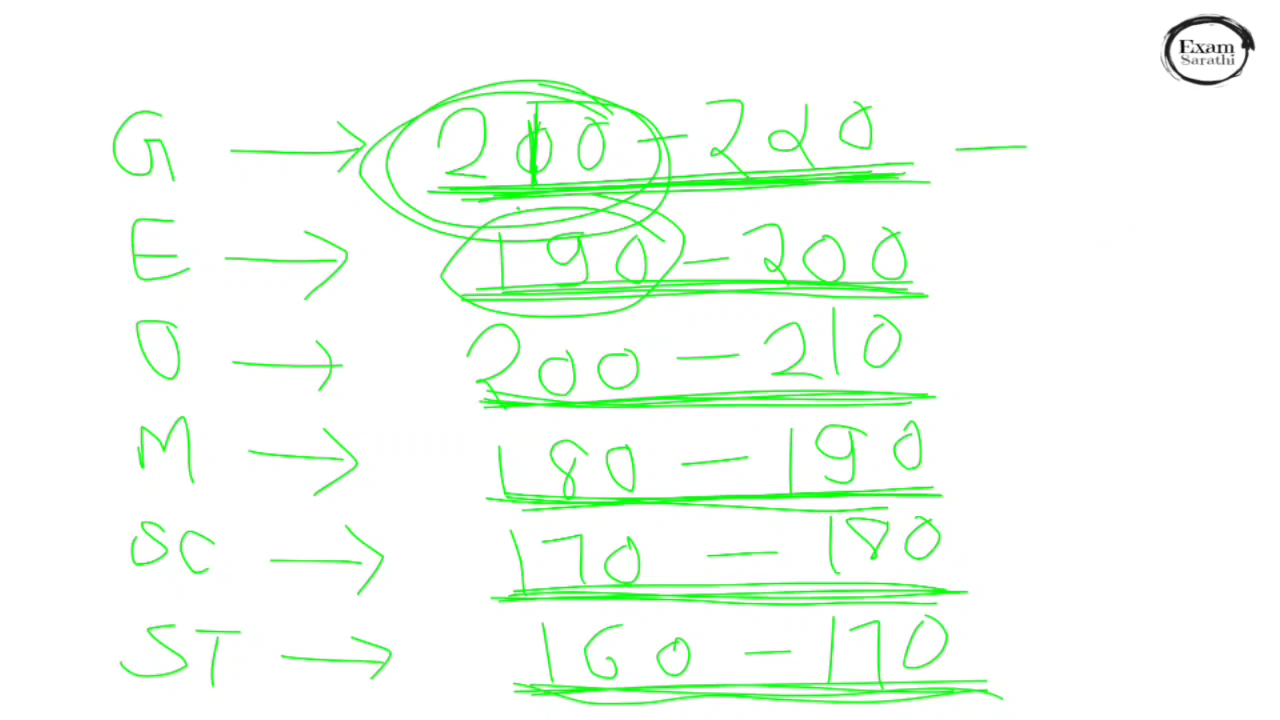 Exam
Sarathi
G → 200 – 220 –
E → 190 – 200
O → 200 – 210
M → 180 – 190
SC → 170 – 180
ST → 160 – 170